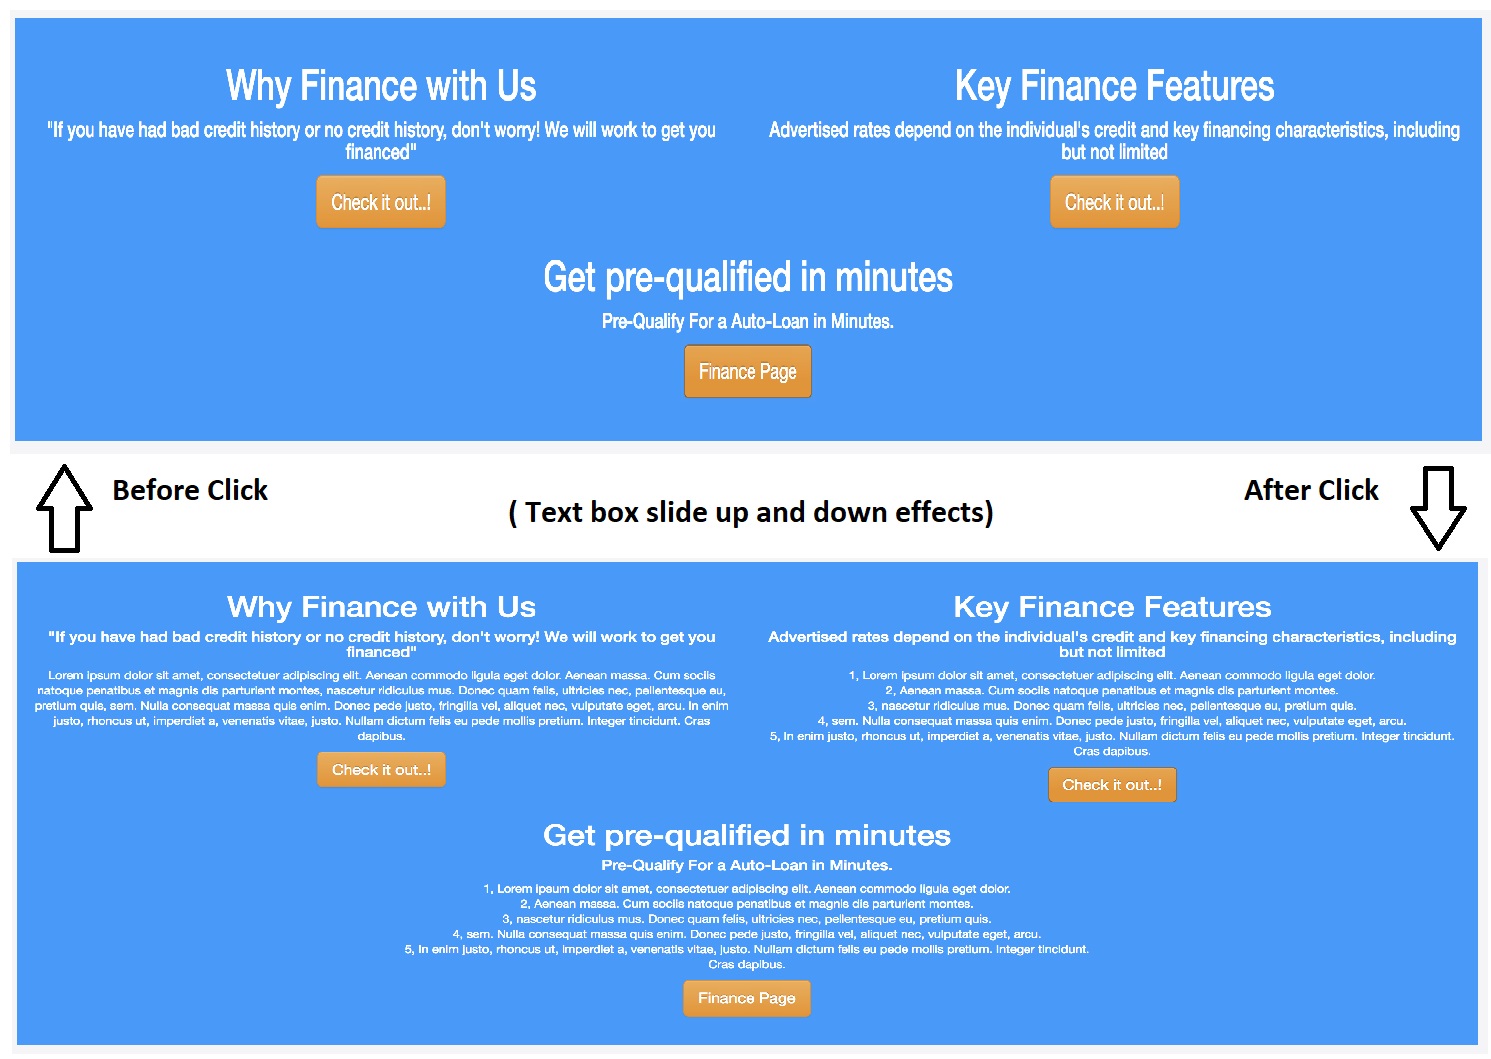 Why Finance with Us
"If you have had bad credit history or no credit history, don't worry! We will work to get you
financed"
Check it out..!
Key Finance Features
Advertised rates depend on the individual's credit and key financing characteristics, including
but not limited
Check it out..!
Get pre-qualified in minutes
Pre-Qualify For a Auto-Loan in Minutes.
Finance Page
Before Click
( Text box slide up and down effects)
After Click
Why Finance with Us
"If you have had bad credit history or no credit history, don't worry! We will work to get you
financed"
Lorem ipsum dolor sit amet, consectetuer adipiscing elit. Aenean commodo ligula eget dolor. Aenean massa. Cum sociis
natoque penatibus et magnis dis parturient montes, nascetur ridiculus mus. Donec quam felis, ultricies nec, pellentesque eu,
pretium quis, sem. Nulla consequat massa quis enim. Donec pede justo, fringilla vel, aliquet nec, vulputate eget, arcu. In enim
justo, rhoncus ut, imperdiet a, venenatis vitae, justo. Nullam dictum felis eu pede mollis pretium. Integer tincidunt. Cras
dapibus.
Check it out..!
Key Finance Features
Advertised rates depend on the individual's credit and key financing characteristics, including
but not limited
1, Lorem ipsum dolor sit amet, consectetuer adipiscing elit. Aenean commodo ligula eget dolor.
2, Aenean massa. Cum sociis natoque penatibus et magnis dis parturient montes.
3, nascetur ridiculus mus. Donec quam felis, ultricies nec, pellentesque eu, pretium quis.
4, sem. Nulla consequat massa quis enim. Donec pede justo, fringilla vel, aliquet nec, vulputate eget, arcu.
5, In enim justo, rhoncus ut, imperdiet a, venenatis vitae, justo. Nullam dictum felis eu pede mollis pretium. Integer tincidunt.
Cras dapibus.
Check it out..!
Get pre-qualified in minutes
Pre-Qualify For a Auto-Loan in Minutes.
1, Lorem ipsum dolor sit amet, consectetuer adipiscing elit. Aenean commodo ligula eget dolor.
2, Aenean massa. Cum sociis natoque penatibus et magnis dis parturient montes.
3, nascetur ridiculus mus. Donec quam felis, ultricies nec, pellentesque eu, pretium quis.
4, sem. Nulla consequat massa quis enim. Donec pede justo, fringilla vel, aliquet nec, vulputate eget, arcu.
5, In enim justo, rhoncus ut, imperdiet a, venenatis vitae, justo. Nullam dictum felis eu pede mollis pretium. Integer tincidunt.
Cras dapibus.
Finance Page